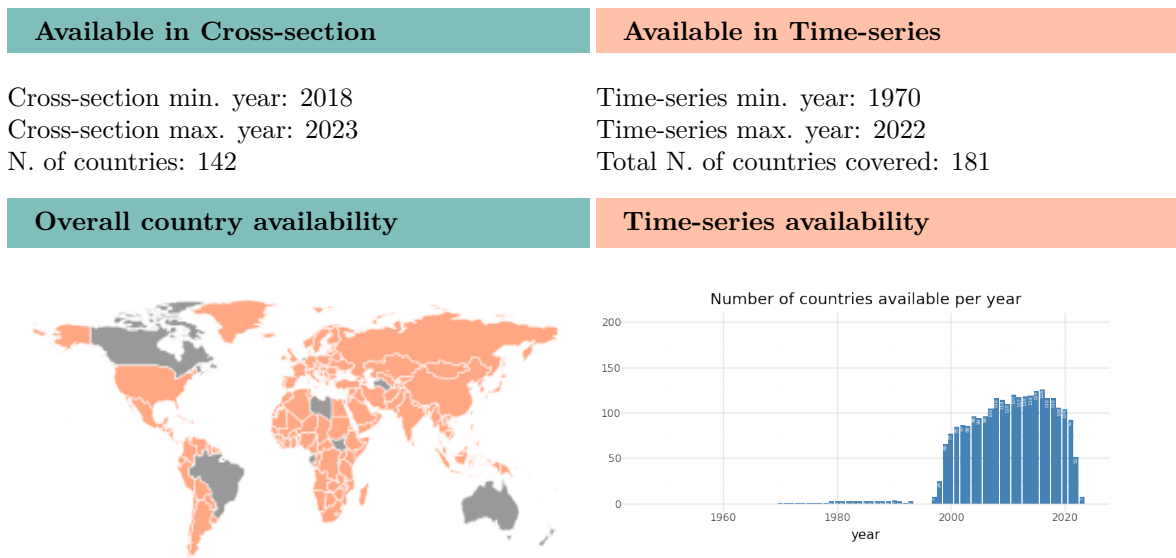 Available in Cross-section
Available in Time-series
Cross-section min. year: 2018
Cross-section max. year: 2023
N. of countries: 142
Time-series min. year: 1970
Time-series max. year: 2022
Total N. of countries covered: 181
Overall country availability
Time-series availability
Number of countries available per year
200
150
100
50
0
1960
1980
2000
2020
year